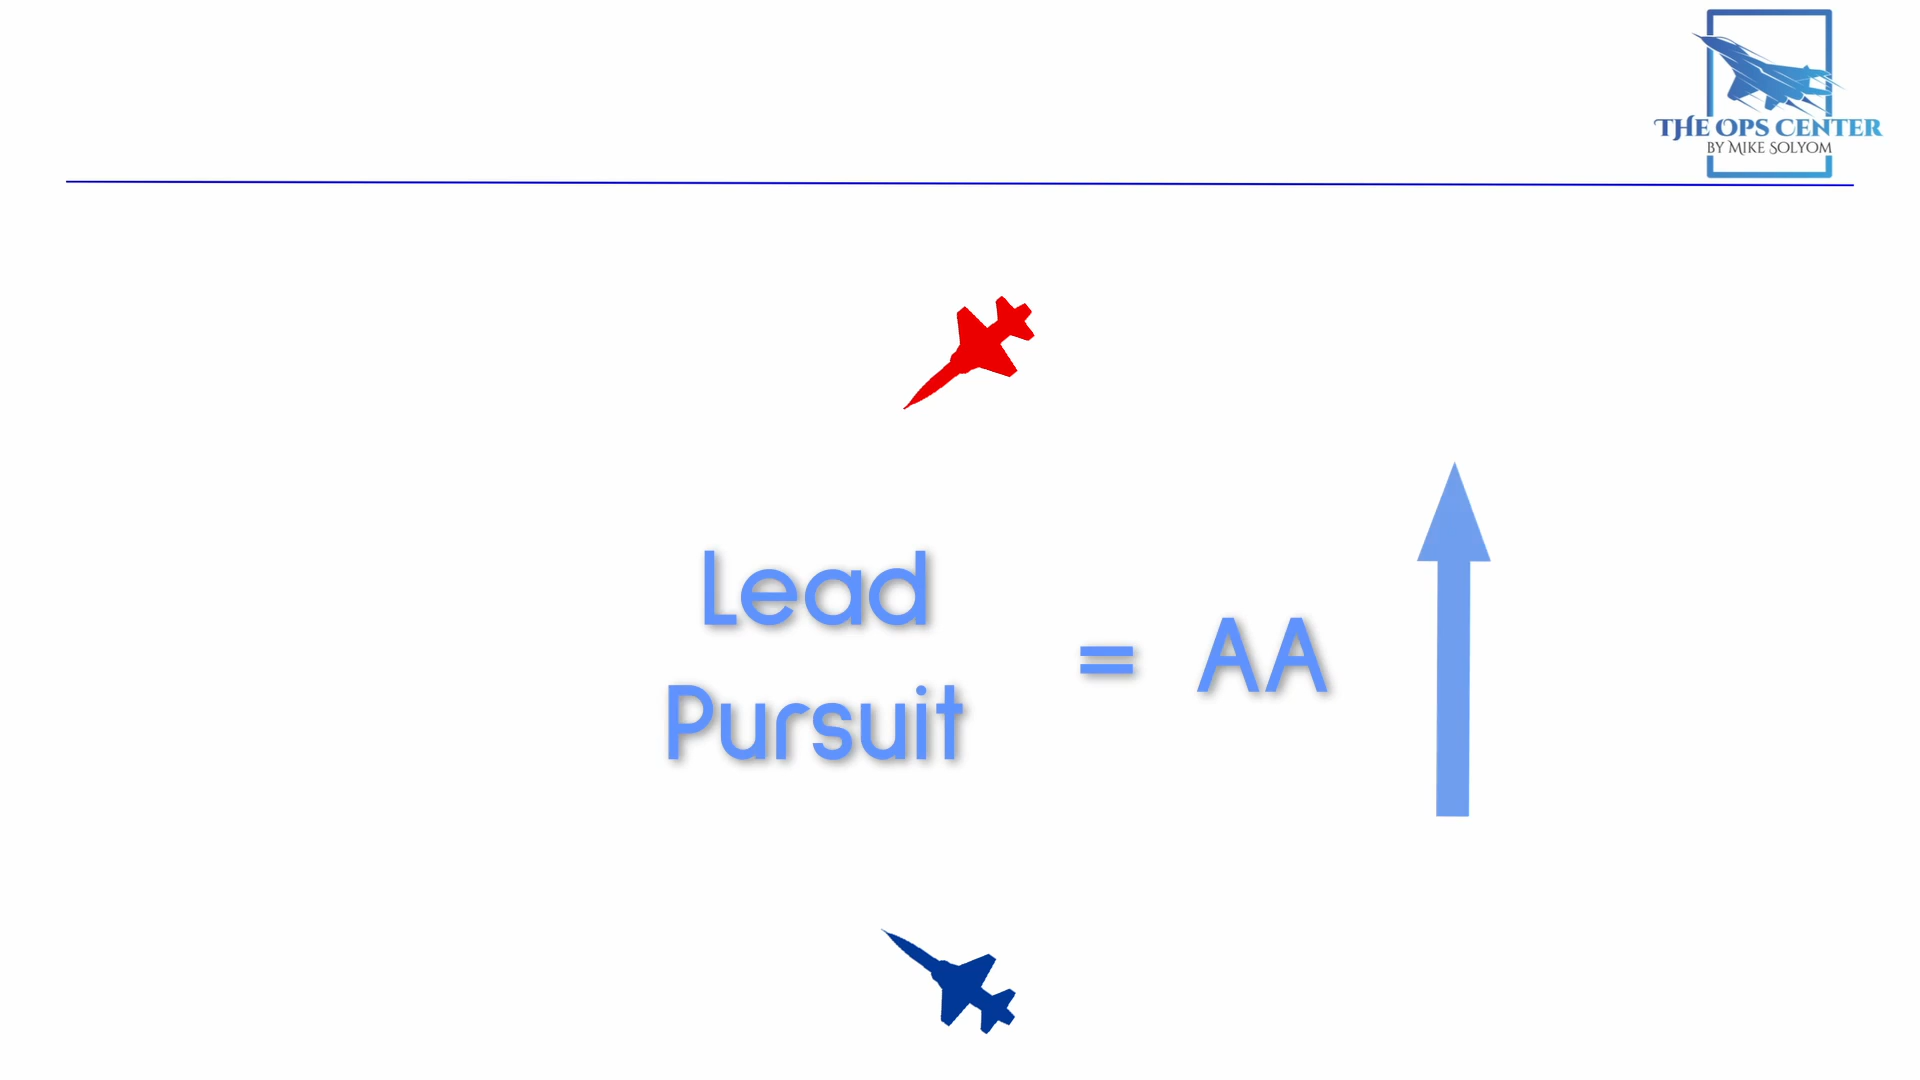 THE OPS CENTER
BY MIKE SOLYOM
Lead
Pursuit
= AA